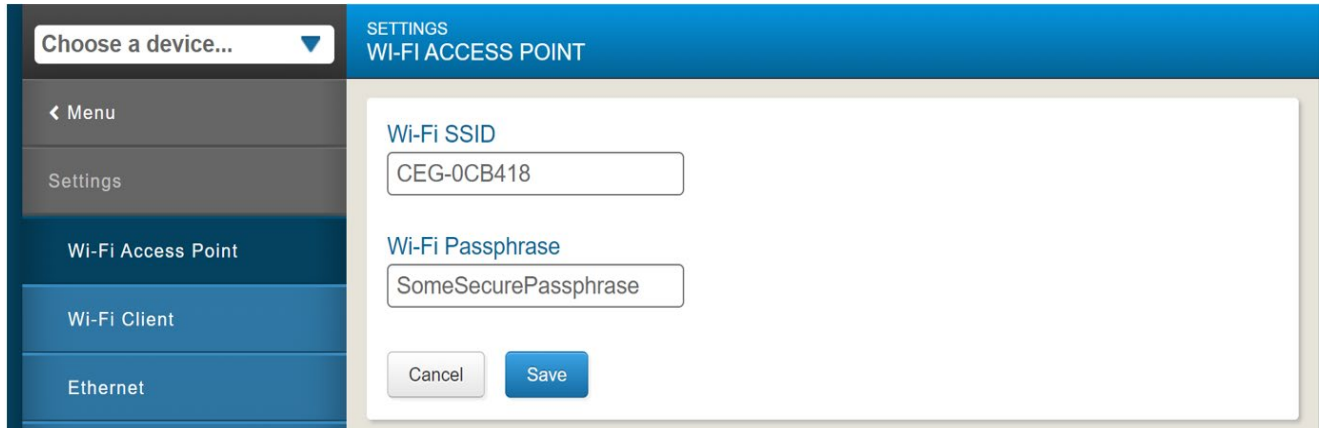 Choose a device...
SETTINGS
WI-FI ACCESS POINT
Menu
Settings
Wi-Fi Access Point
Wi-Fi Client
Ethernet
Wi-Fi SSID
CEG-0CB418
Wi-Fi Passphrase
SomeSecurePassphrase
Cancel
Save